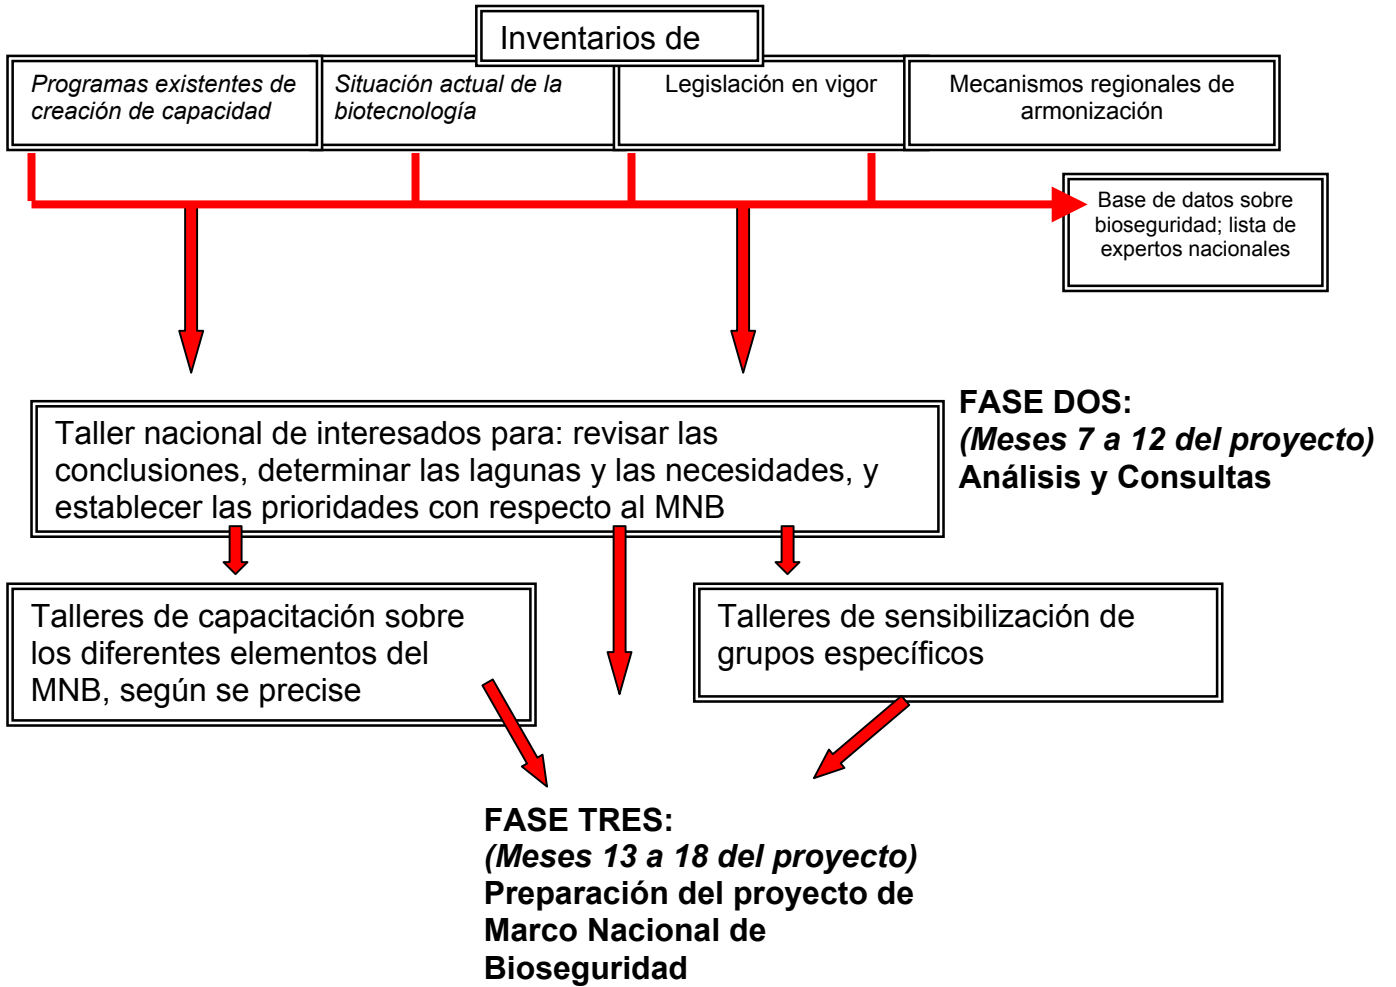 Inventarios de
Programas existentes de
creación de capacidad
Situación actual de la
biotecnología
Legislación en vigor
Mecanismos regionales de
armonización
Base de datos sobre
bioseguridad; lista de
expertos nacionales
FASE DOS:
(Meses 7 a 12 del proyecto)
Análisis y Consultas
Taller nacional de interesados para: revisar las
conclusiones, determinar las lagunas y las necesidades, y
establecer las prioridades con respecto al MNB
Talleres de capacitación sobre
los diferentes elementos del
MNB, según se precise
Talleres de sensibilización de
grupos específicos
FASE TRES:
(Meses 13 a 18 del proyecto)
Preparación del proyecto de
Marco Nacional de
Bioseguridad